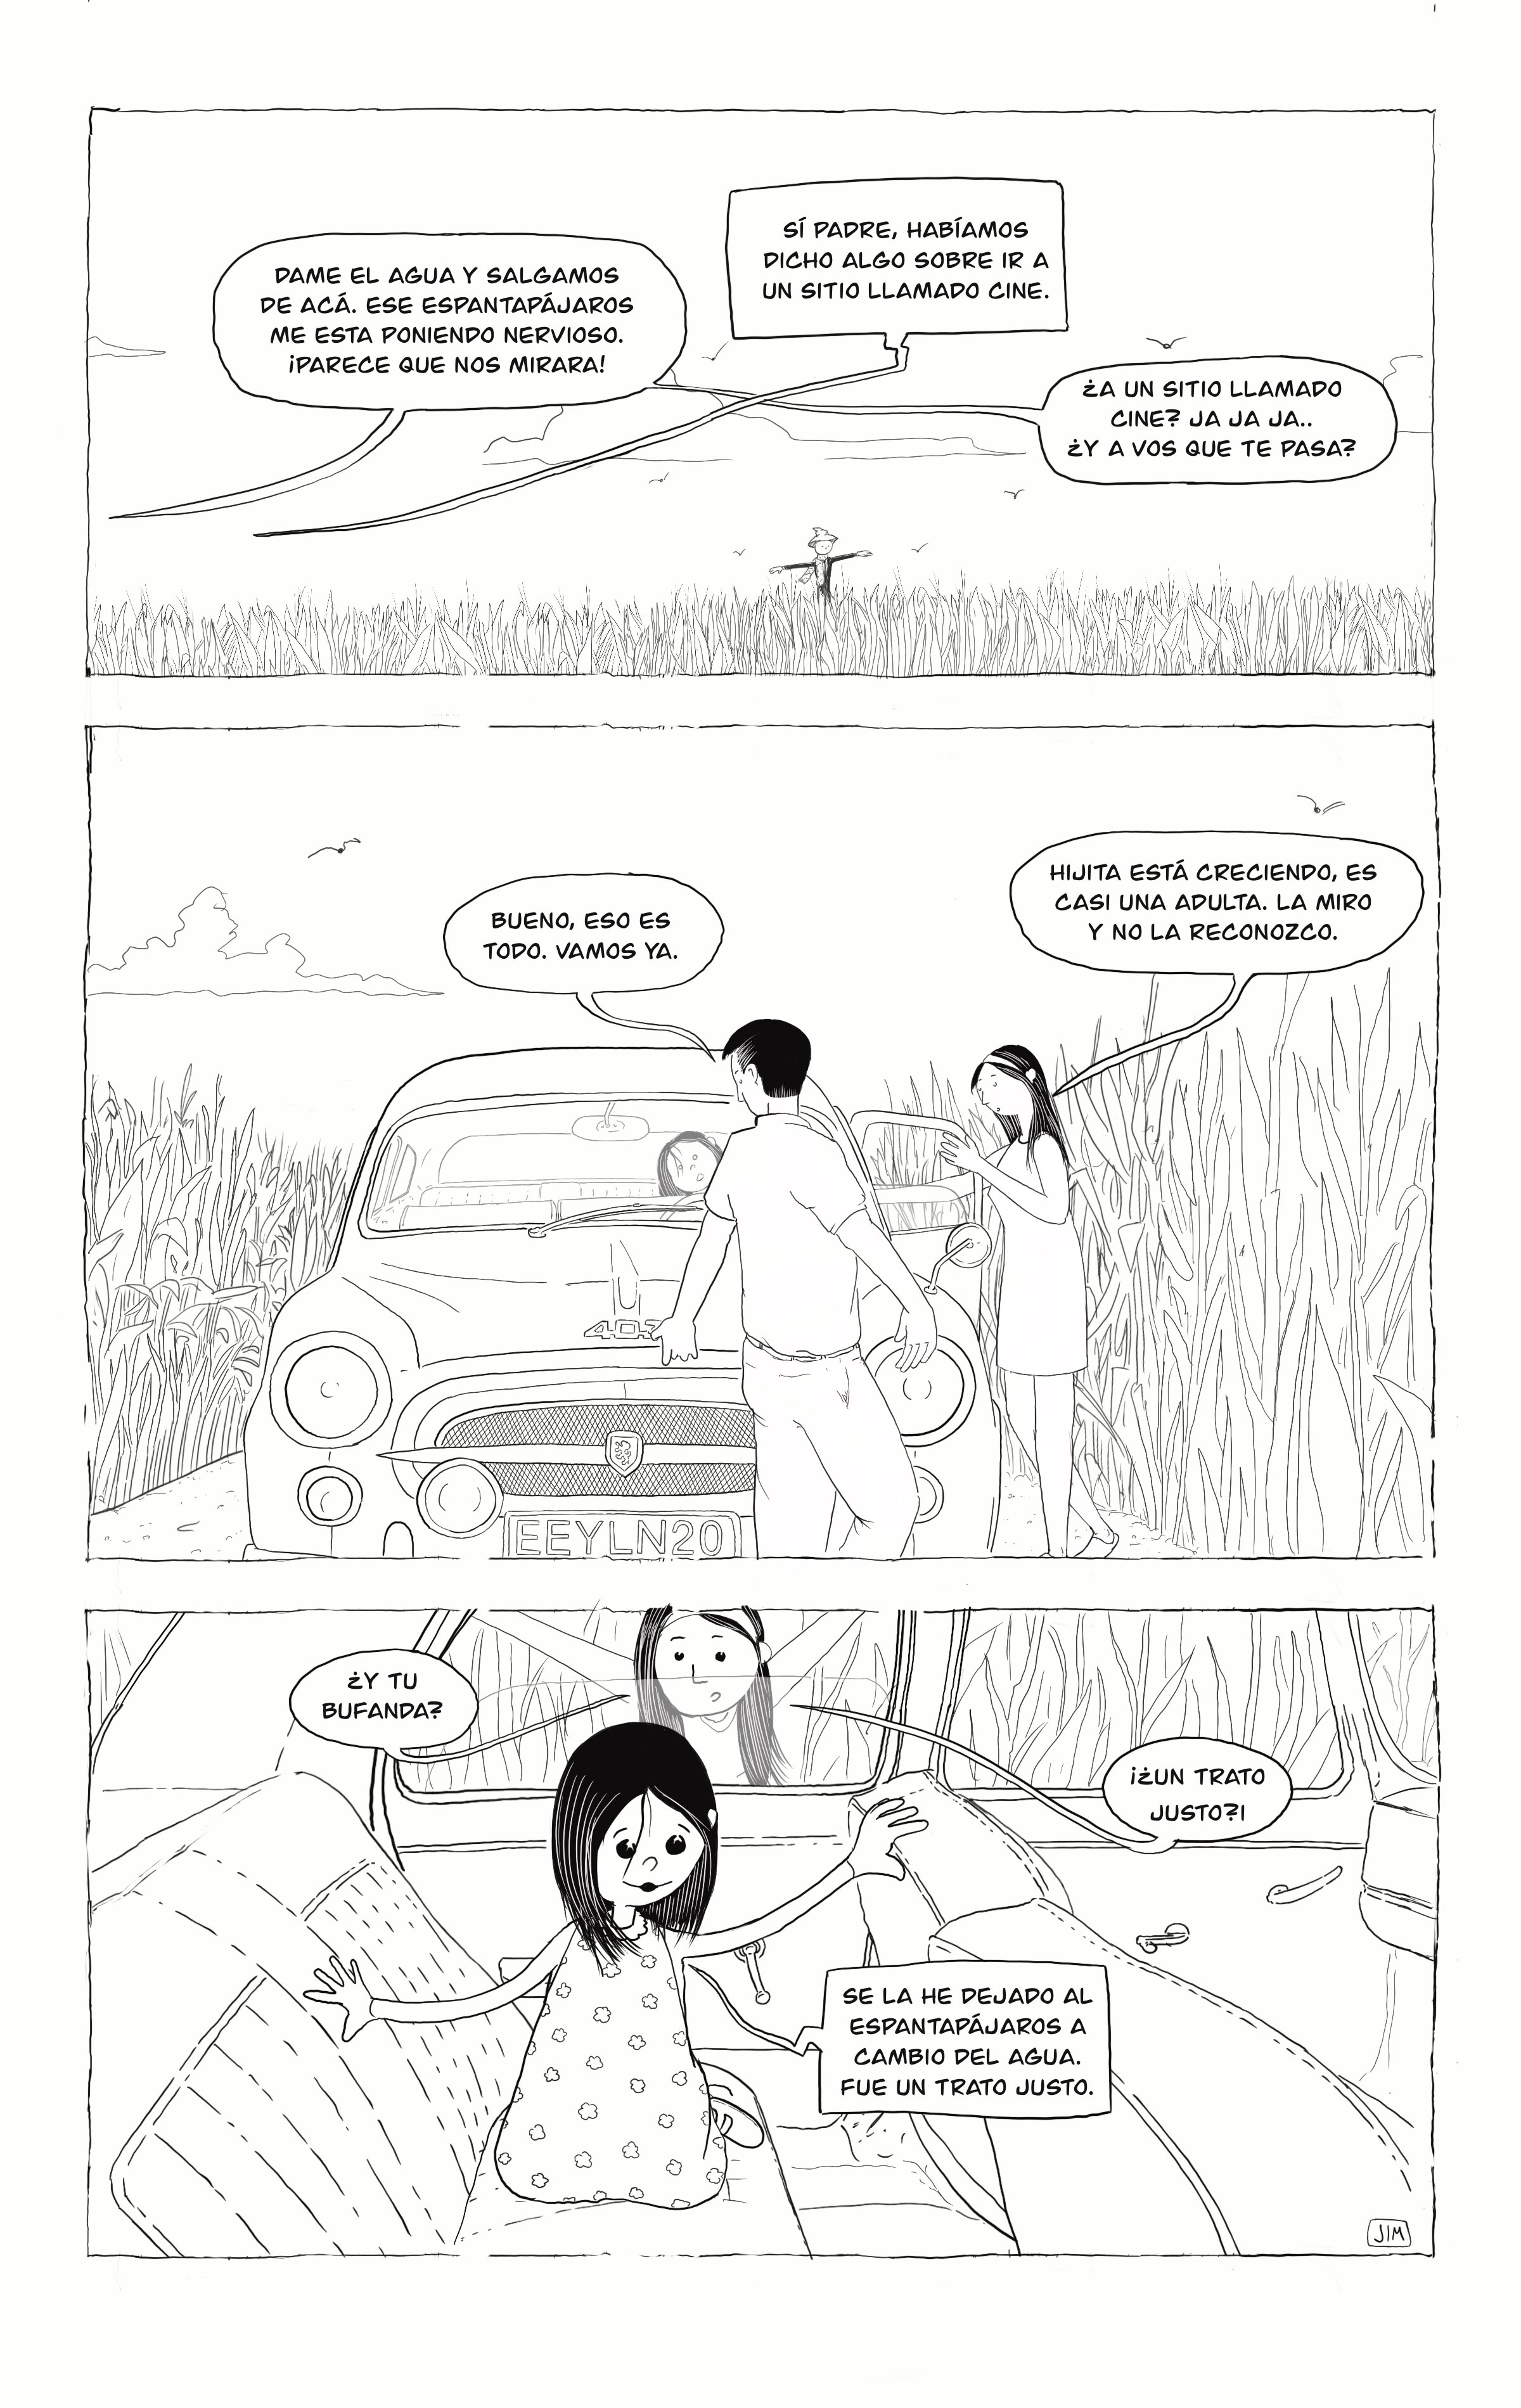 DAME EL AGUA Y SALGAMOS
DE ACÁ. ESE ESPANTAPÁJAROS
ME ESTA PONIENDO NERVIOSO.
¡PARECE QUE NOS MIRARA!
SÍ PADRE, HABÍAMOS
DICHO ALGO SOBRE IR A
UN SITIO LLAMADO CINE.
¿A UN SITIO LLAMADO
CINE? JA JA JA..
¿Y A VOS QUE TE PASA?
BUENO, ESO ES
TODO. VAMOS YA.
HIJITA ESTÁ CRECIENDO, ES
CASI UNA ADULTA. LA MIRO
Y NO LA RECONOZCO.
403
EEYLN20
¿Y TU
BUFANDA?
¡¿UN TRATO
JUSTO?!
SE LA HE DEJADO AL
ESPANTAPÁJAROS A
CAMBIO DEL AGUA.
FUE UN TRATO JUSTO.
JIM